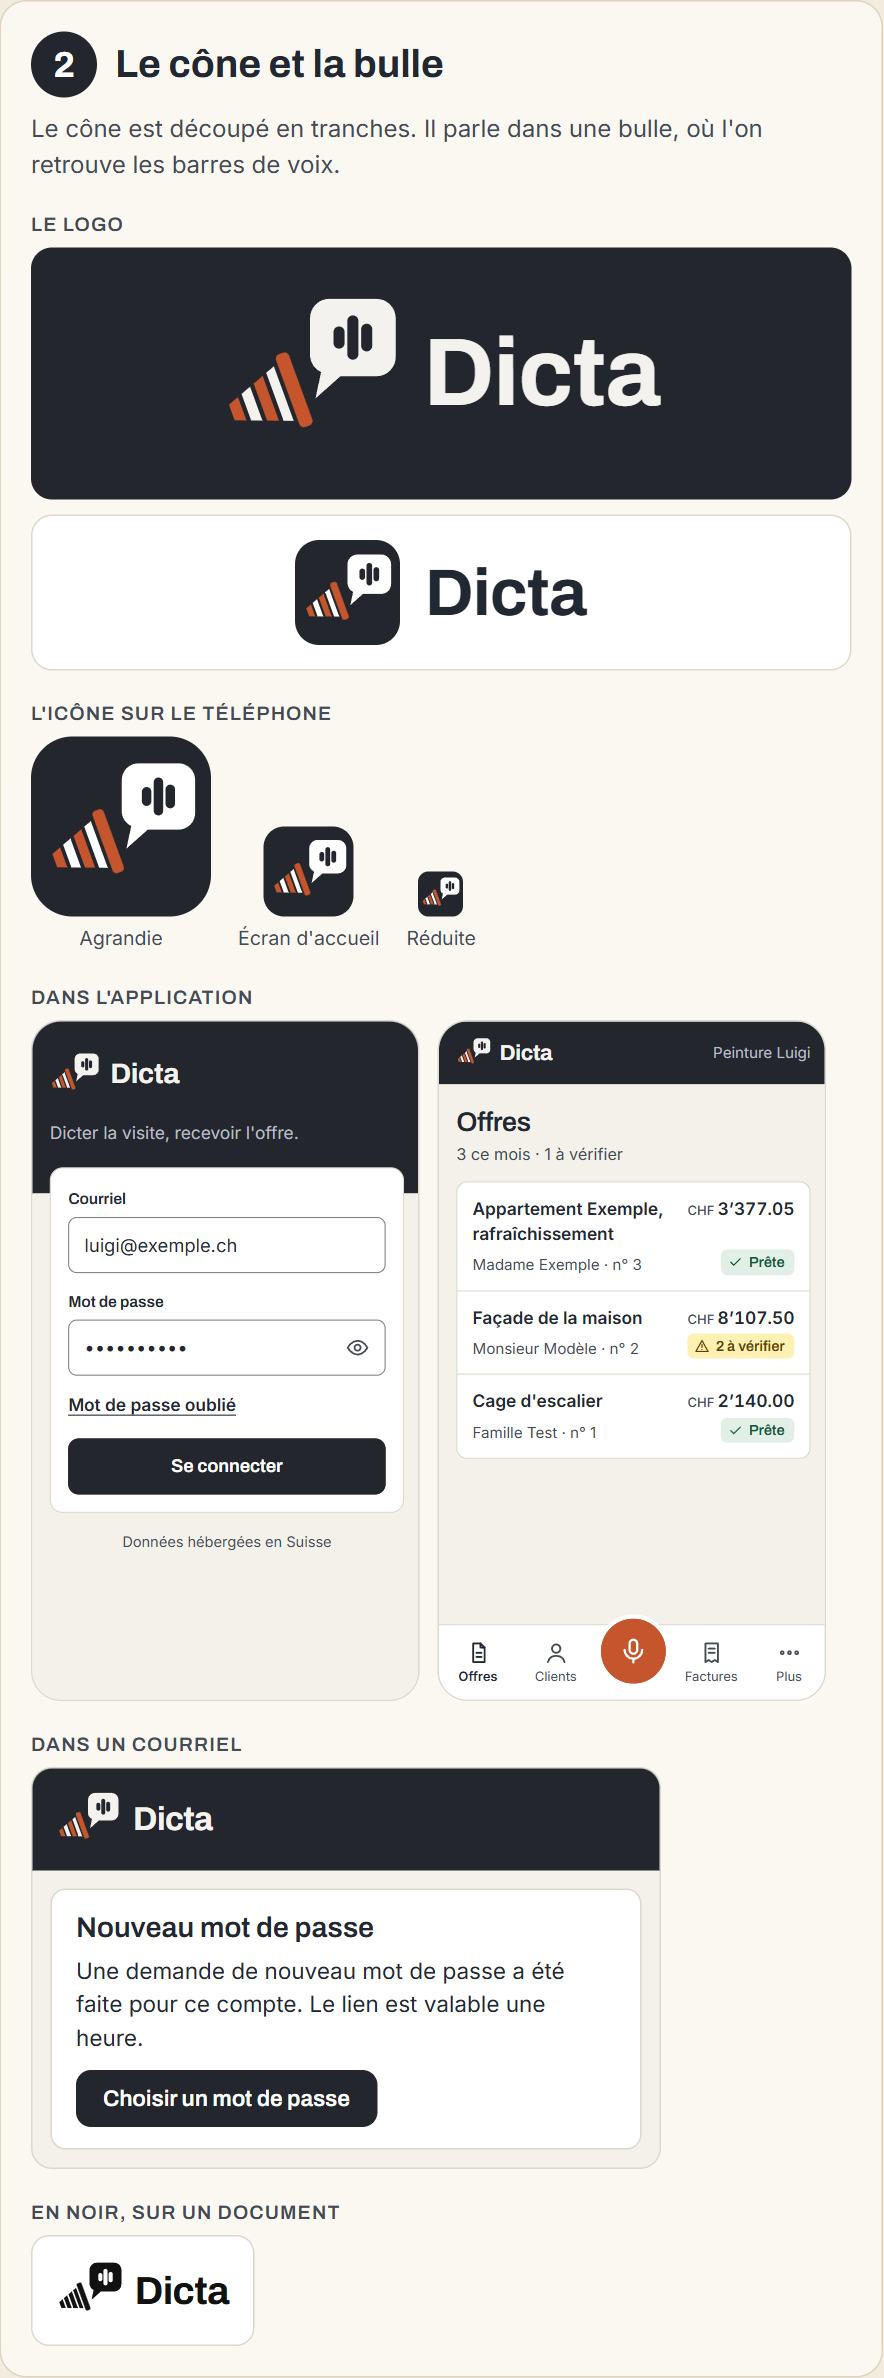 2 Le cône et la bulle
Le cône est découpé en tranches. Il parle dans une bulle, où l'on
retrouve les barres de voix.
LE LOGO
Dicta
Dicta
L'ICÔNE SUR LE TÉLÉPHONE
Agrandie
Écran d'accueil
Réduite
DANS L'APPLICATION
Dicta
Dicter la visite, recevoir l'offre.
Courriel
luigi@exemple.ch
Mot de passe
••••••••••
Mot de passe oublié
Se connecter
Données hébergées en Suisse
Dicta
Peinture Luigi
Offres
3 ce mois · 1 à vérifier
Appartement Exemple, CHF 3’377.05
rafraîchissement
Madame Exemple · n° 3 Prête
Façade de la maison CHF 8’107.50
Monsieur Modèle · n° 2 2 à vérifier
Cage d'escalier CHF 2’140.00
Famille Test · n° 1 Prête
Offres
Clients
Factures
Plus
DANS UN COURRIEL
Dicta
Nouveau mot de passe
Une demande de nouveau mot de passe a été
faite pour ce compte. Le lien est valable une
heure.
Choisir un mot de passe
EN NOIR, SUR UN DOCUMENT
Dicta